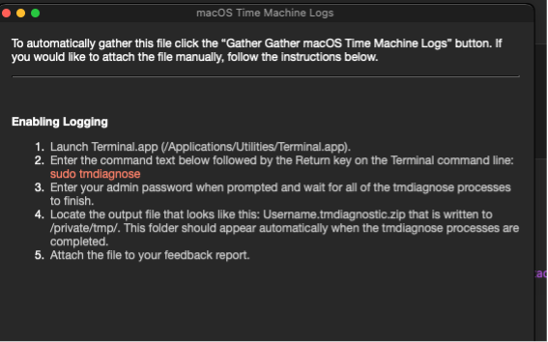 macOS Time Machine Logs
To automatically gather this file click the "Gather Gather macOS Time Machine Logs" button. If
you would like to attach the file manually, follow the instructions below.
Enabling Logging
1. Launch Terminal.app (/Applications/Utilities/Terminal.app).
2. Enter the command text below followed by the Return key on the Terminal command line:
sudo tmdiagnose
3. Enter your admin password when prompted and wait for all of the tmdiagnose processes
to finish.
4. Locate the output file that looks like this: Username.tmdiagnostic.zip that is written to
/private/tmp/. This folder should appear automatically when the tmdiagnose processes are
completed.
5. Attach the file to your feedback report.